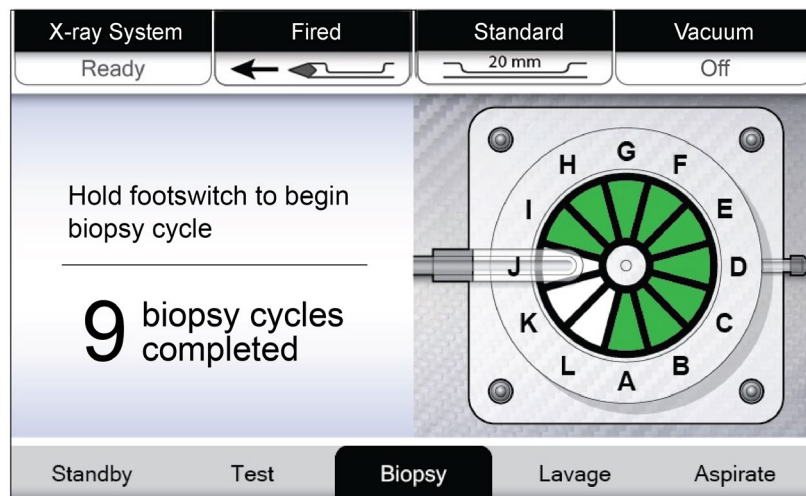 X-ray System
Ready
Fired
Standard
20 mm
Vacuum
Off
Hold footswitch to begin
biopsy cycle
9 biopsy cycles
completed
G
H
F
I
E
J
D
K
C
L
B
A
Standby
Test
Biopsy
Lavage
Aspirate